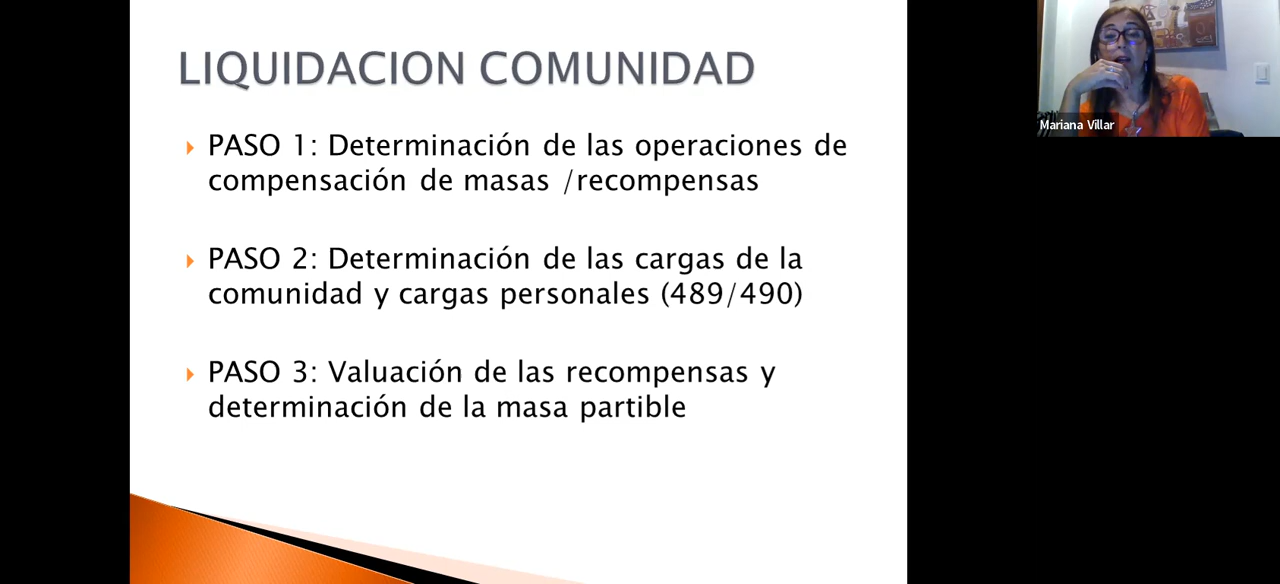 LIQUIDACION COMUNIDAD
PASO 1: Determinación de las operaciones de
compensación de masas /recompensas
PASO 2: Determinación de las cargas de la
comunidad y cargas personales (489/490)
PASO 3: Valuación de las recompensas y
determinación de la masa partible
Mariana Villar